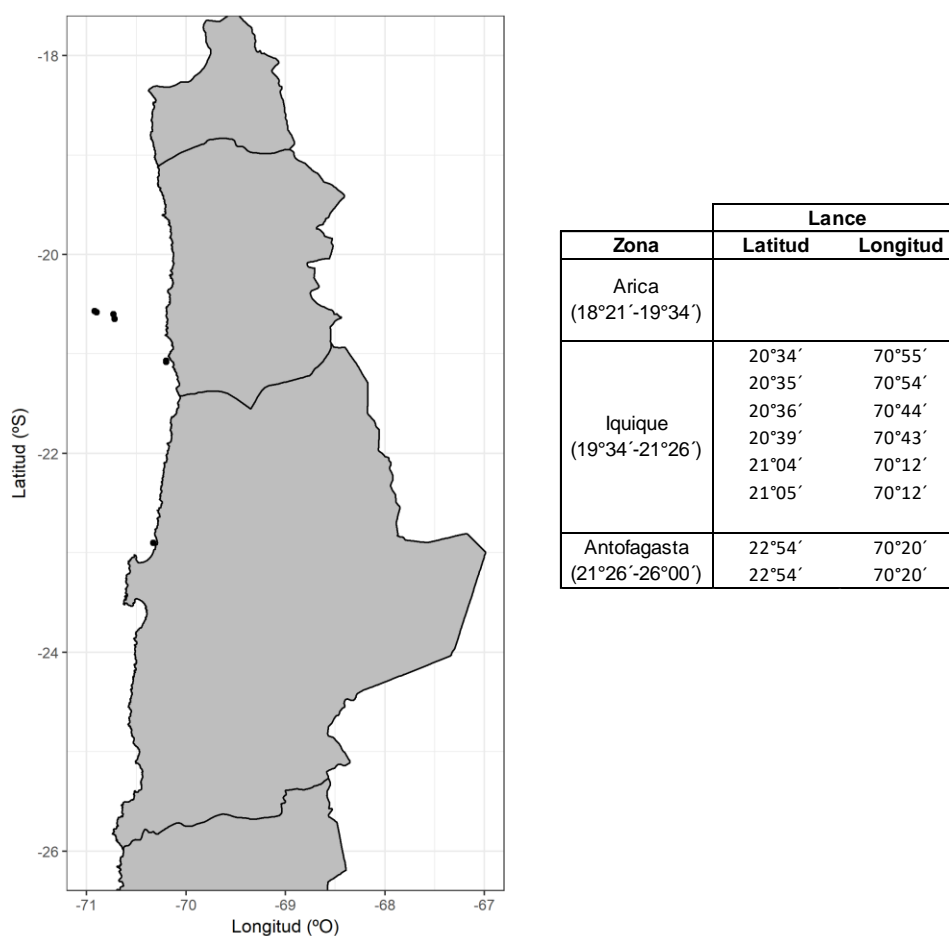 -18
-20
-22
-24
-26
Latitud (ºS)
-71 -70 -69 -68 -67
Longitud (ºO)
Lance
Zona Latitud Longitud
Arica
(18°21´-19°34´)
Iquique
(19°34´-21°26´)
20°34´ 70°55´
20°35´ 70°54´
20°36´ 70°44´
20°39´ 70°43´
21°04´ 70°12´
21°05´ 70°12´
Antofagasta
(21°26´-26°00´)
22°54´ 70°20´
22°54´ 70°20´